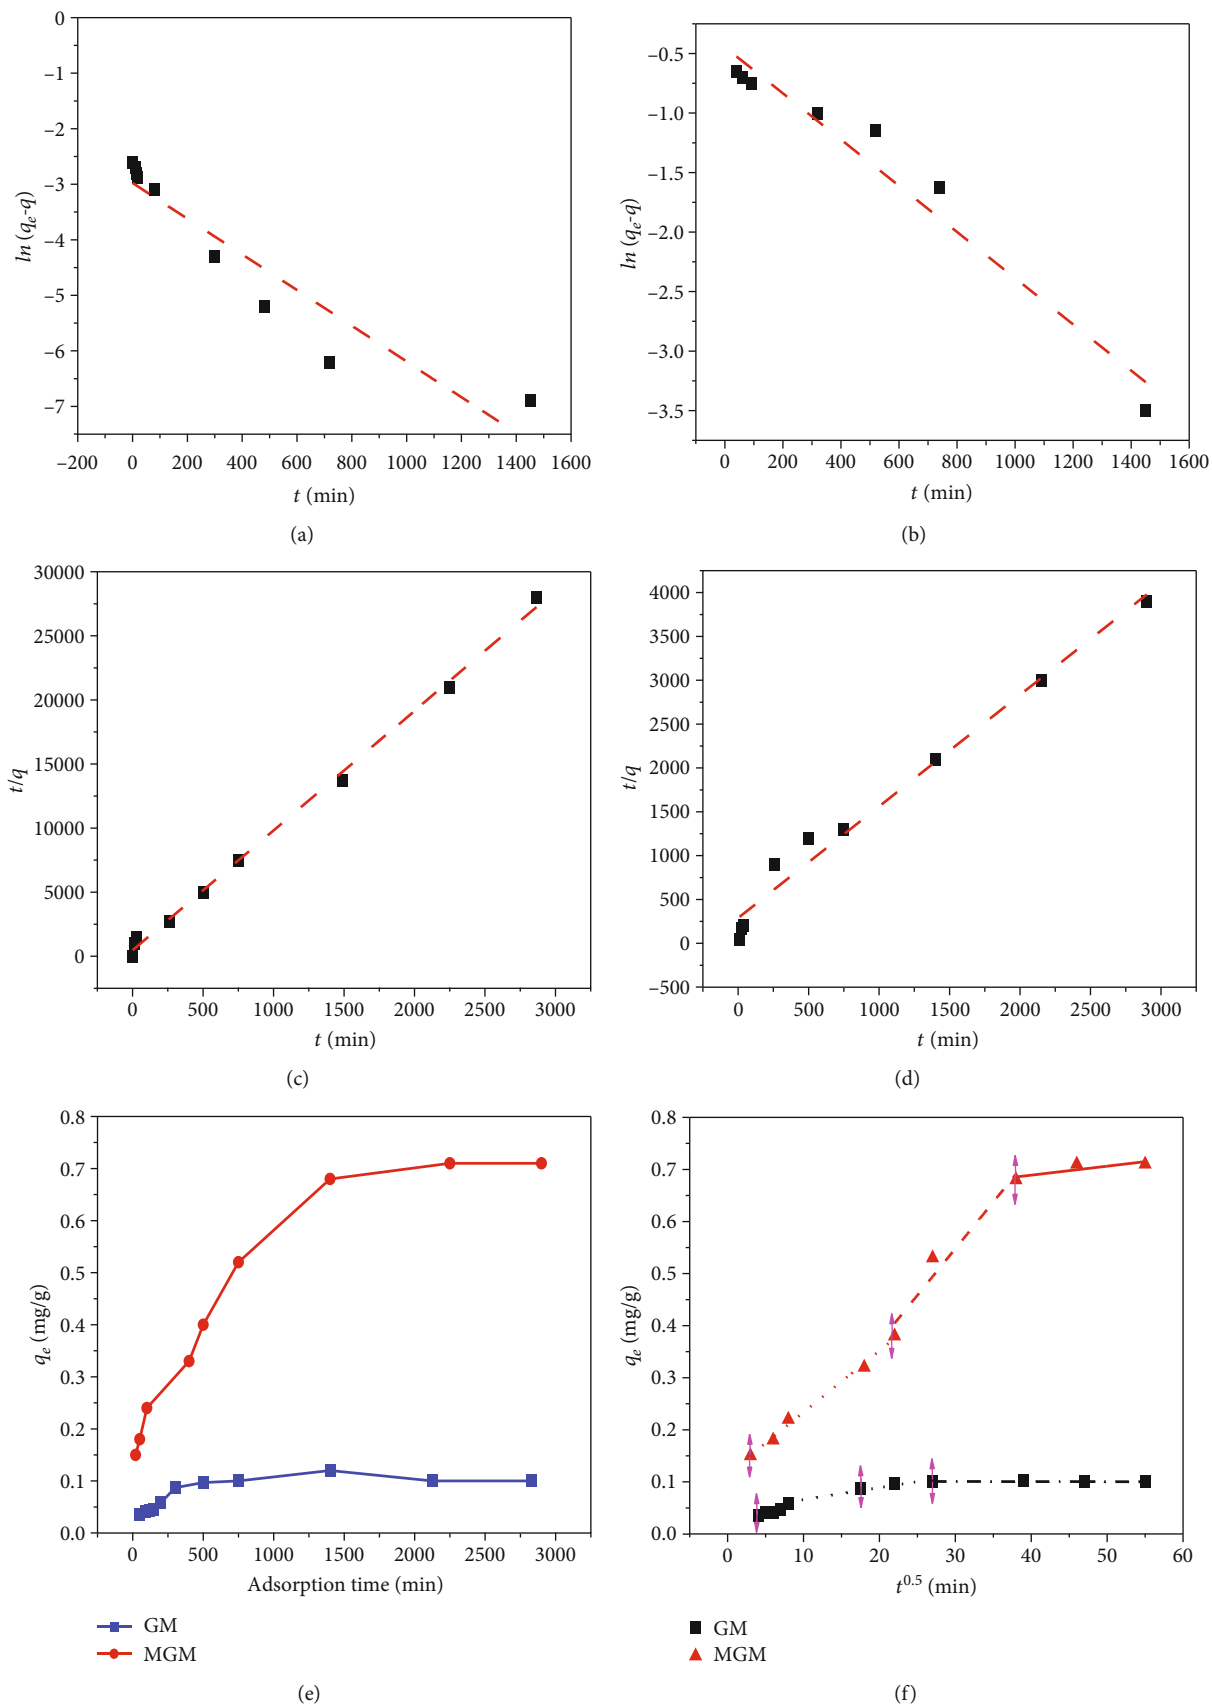 0
−1
−2
−3
−4
−5
−6
−7
ln (qe-q)
−200 0 200 400 600 800 1000 1200 1400 1600
t (min)
(a)
−0.5
−1.0
−1.5
−2.0
−2.5
−3.0
−3.5
ln (qe-q)
0 200 400 600 800 1000 1200 1400 1600
t (min)
(b)
30000
25000
20000
15000
10000
5000
0
t/q
0 500 1000 1500 2000 2500 3000
t (min)
(c)
4000
3500
3000
2500
2000
1500
1000
500
0
−500
t/q
0 500 1000 1500 2000 2500 3000
t (min)
(d)
0.8
0.7
0.6
0.5
0.4
0.3
0.2
0.1
0.0
qe (mg/g)
0 500 1000 1500 2000 2500 3000
Adsorption time (min)
GM
MGM
(e)
0.8
0.7
0.6
0.5
0.4
0.3
0.2
0.1
0.0
qe (mg/g)
0 10 20 30 40 50 60
t^0.5 (min)
GM
MGM
(f)